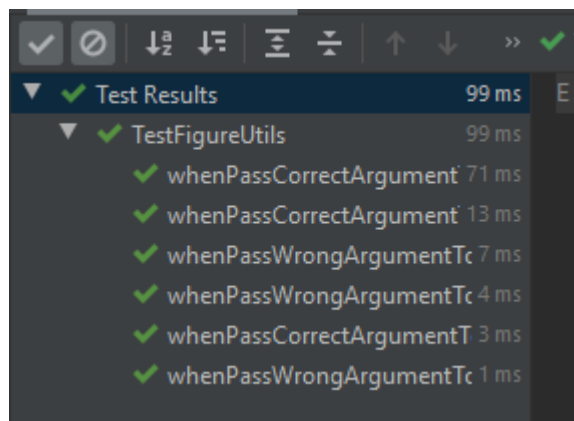 Test Results 99 ms
TestFigureUtils 99 ms
whenPassCorrectArgument 71 ms
whenPassCorrectArgument 13 ms
whenPassWrongArgumentTo 7 ms
whenPassWrongArgumentTo 4 ms
whenPassCorrectArgumentT 3 ms
whenPassWrongArgumentTo 1 ms
E